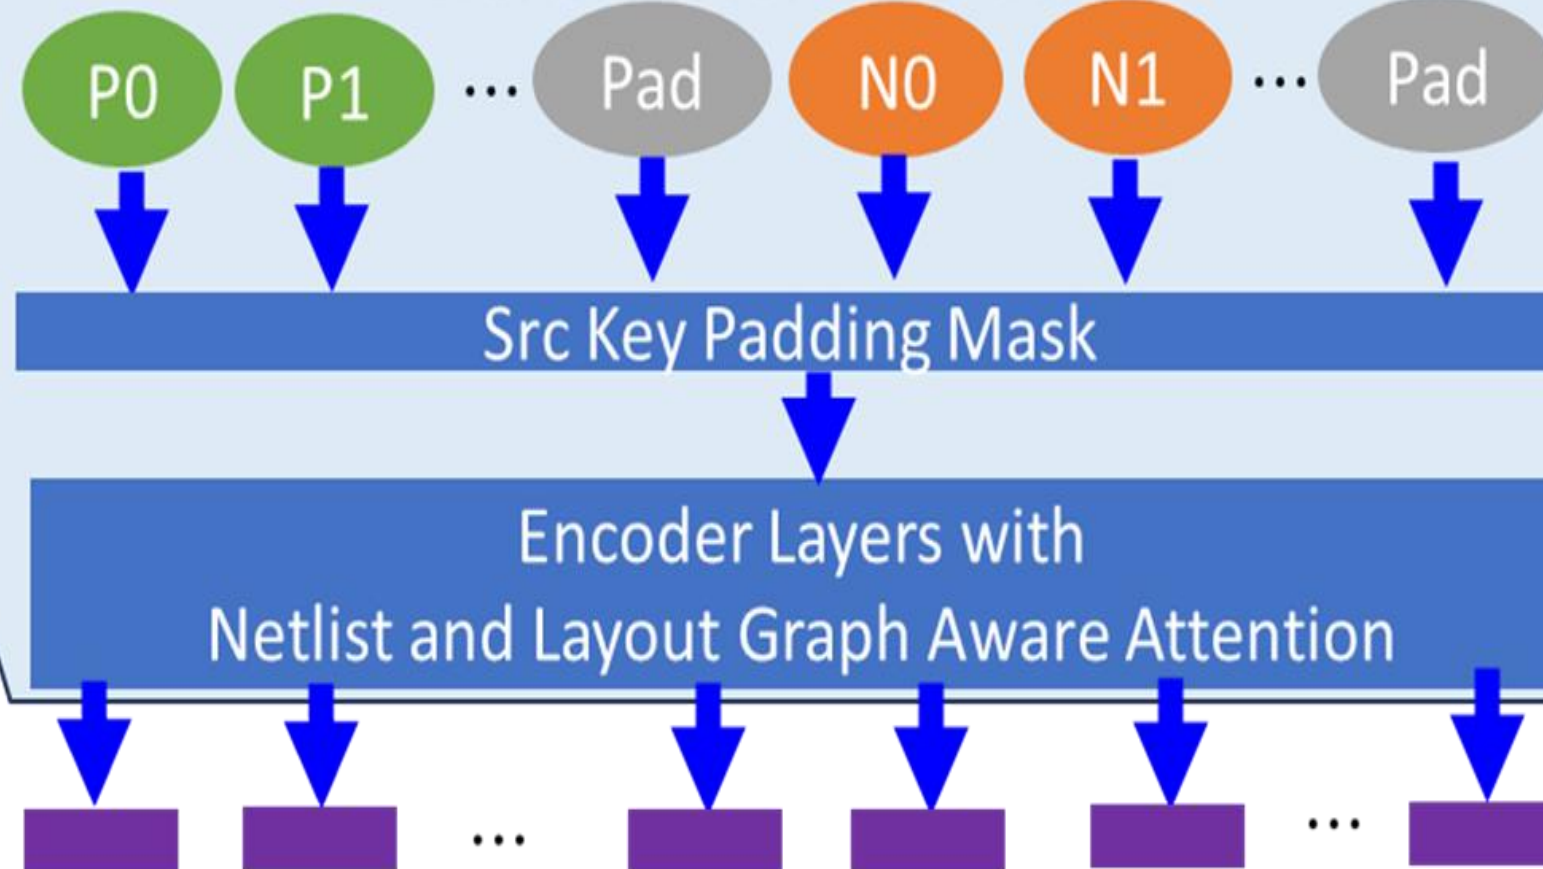 P0 P1 ... Pad N0 N1 ... Pad
Src Key Padding Mask
Encoder Layers with
Netlist and Layout Graph Aware Attention
... ...